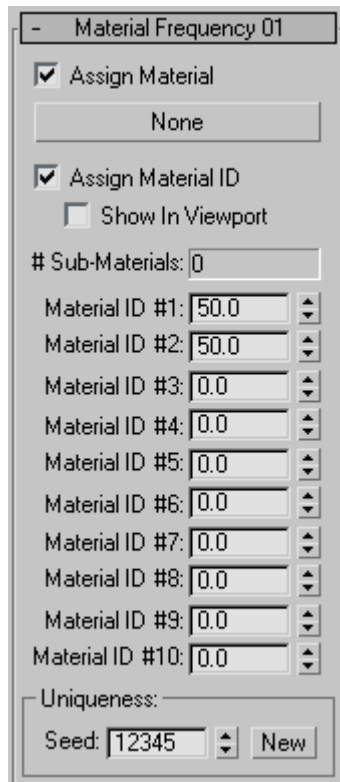 - Material Frequency 01
Assign Material
None
Assign Material ID
Show In Viewport
# Sub-Materials: 0
Material ID #1: 50.0
Material ID #2: 50.0
Material ID #3: 0.0
Material ID #4: 0.0
Material ID #5: 0.0
Material ID #6: 0.0
Material ID #7: 0.0
Material ID #8: 0.0
Material ID #9: 0.0
Material ID #10: 0.0
Uniqueness:
Seed: 12345 New